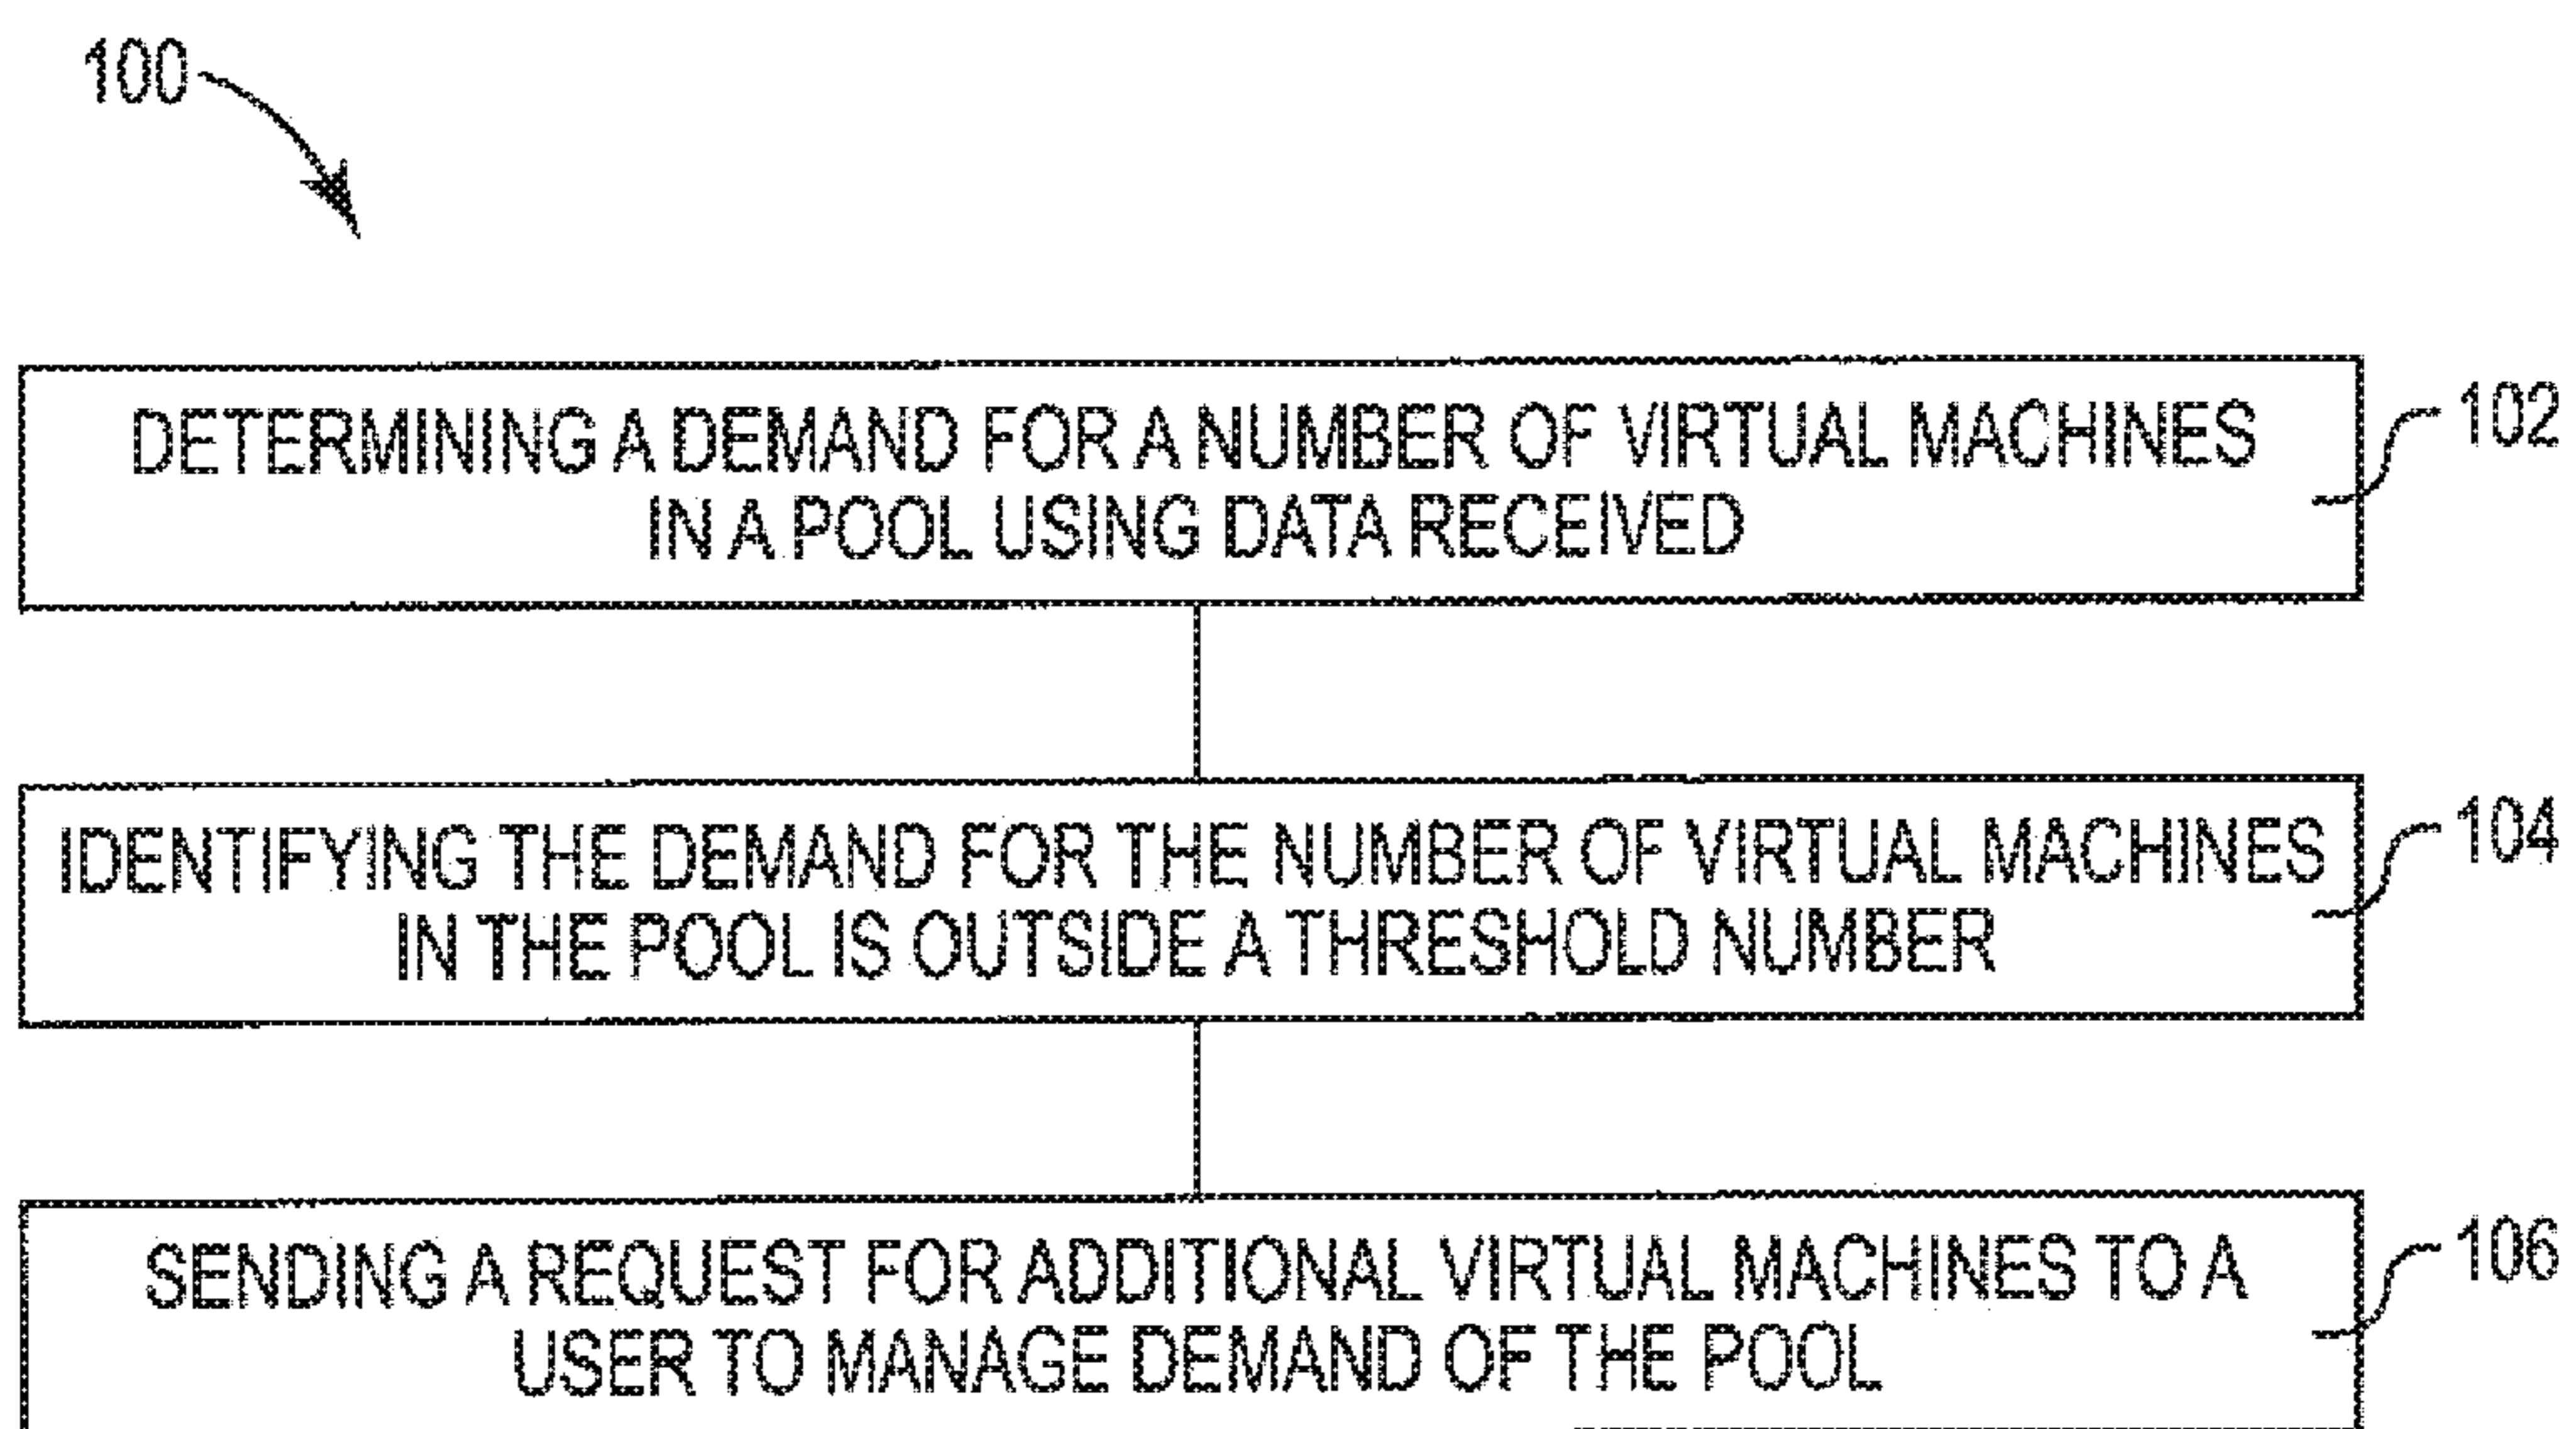 100
DETERMINING A DEMAND FOR A NUMBER OF VIRTUAL MACHINES
IN A POOL USING DATA RECEIVED
102
IDENTIFYING THE DEMAND FOR THE NUMBER OF VIRTUAL MACHINES
IN THE POOL IS OUTSIDE A THRESHOLD NUMBER
104
SENDING A REQUEST FOR ADDITIONAL VIRTUAL MACHINES TO A
USER TO MANAGE DEMAND OF THE POOL
106